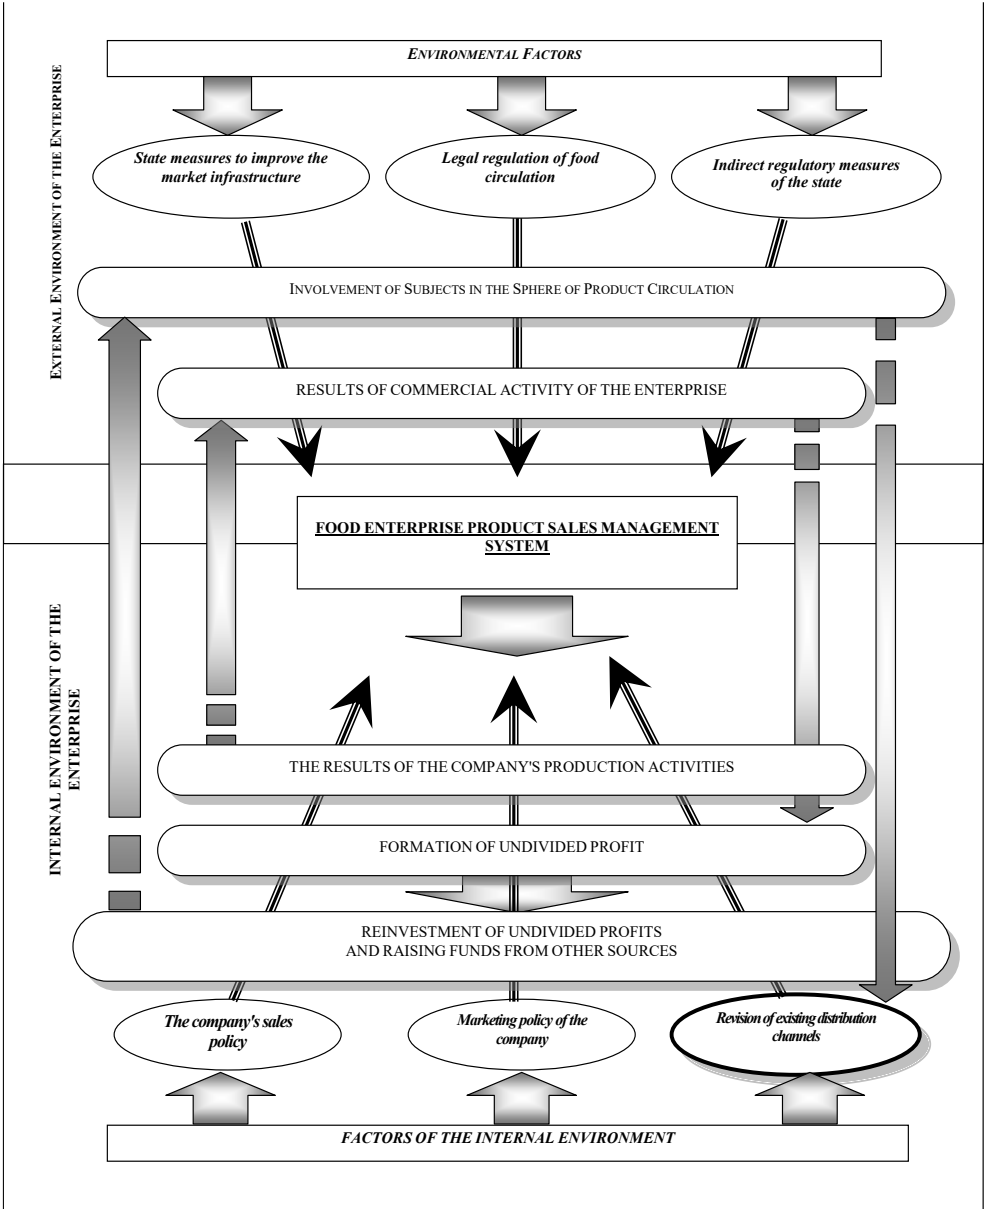 ENVIRONMENTAL FACTORS
EXTERNAL ENVIRONMENT OF THE ENTERPRISE
State measures to improve the
market infrastructure
Legal regulation of food
circulation
Indirect regulatory measures
of the state
INVOLVEMENT OF SUBJECTS IN THE SPHERE OF PRODUCT CIRCULATION
RESULTS OF COMMERCIAL ACTIVITY OF THE ENTERPRISE
FOOD ENTERPRISE PRODUCT SALES MANAGEMENT
SYSTEM
INTERNAL ENVIRONMENT OF THE
ENTERPRISE
THE RESULTS OF THE COMPANY'S PRODUCTION ACTIVITIES
FORMATION OF UNDIVIDED PROFIT
REINVESTMENT OF UNDIVIDED PROFITS
AND RAISING FUNDS FROM OTHER SOURCES
The company's sales
policy
Marketing policy of the
company
Revision of existing distribution
channels
FACTORS OF THE INTERNAL ENVIRONMENT